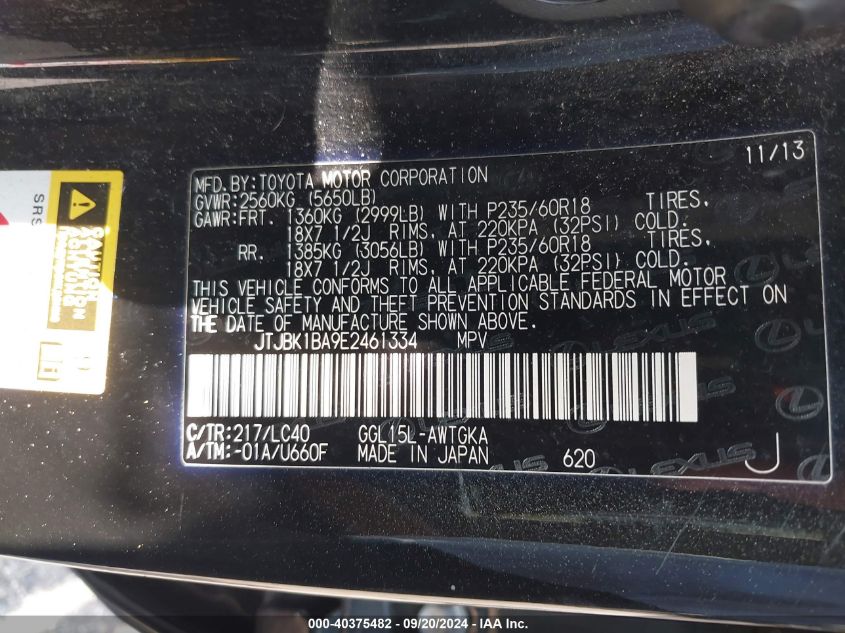 11/13
MFD. BY: TOYOTA MOTOR CORPORATION
GVWR: 2560KG (5650LB)
GAWR: FRT. 1360KG (2999LB) WITH P235/60R18 TIRES.
18X7 1/2J RIMS, AT 220KPA (32PSI) COLD.
RR. 1385KG (3056LB) WITH P235/60R18 TIRES.
18X7 1/2J RIMS, AT 220KPA (32PSI) COLD.
THIS VEHICLE CONFORMS TO ALL APPLICABLE FEDERAL MOTOR
VEHICLE SAFETY AND THEFT PREVENTION STANDARDS IN EFFECT ON
THE DATE OF MANUFACTURE SHOWN ABOVE.
JTJBK1BA9E2461334 MPV
C/TR: 217/LC40 GGL15L-AWTGKA
A/TM: -01A/U660F MADE IN JAPAN 620 J
LEXUS
SRS
CAUTION
000-40375482 - 09/20/2024 - IAA Inc.